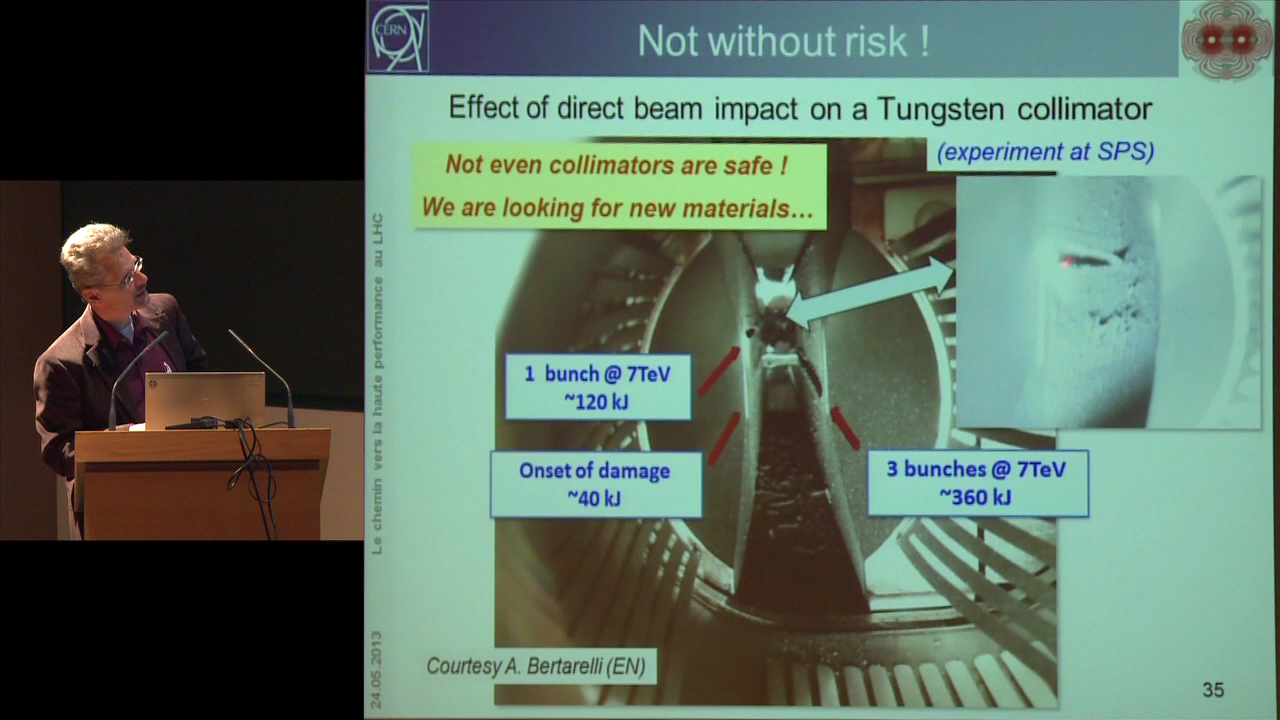 CERN
Not without risk !
Effect of direct beam impact on a Tungsten collimator
(experiment at SPS)
Not even collimators are safe !
We are looking for new materials…
1 bunch @ 7TeV
~120 kJ
Onset of damage
~40 kJ
3 bunches @ 7TeV
~360 kJ
Courtesy A. Bertarelli (EN)
Le chemin vers la haute performance au LHC
24.05.2013
35